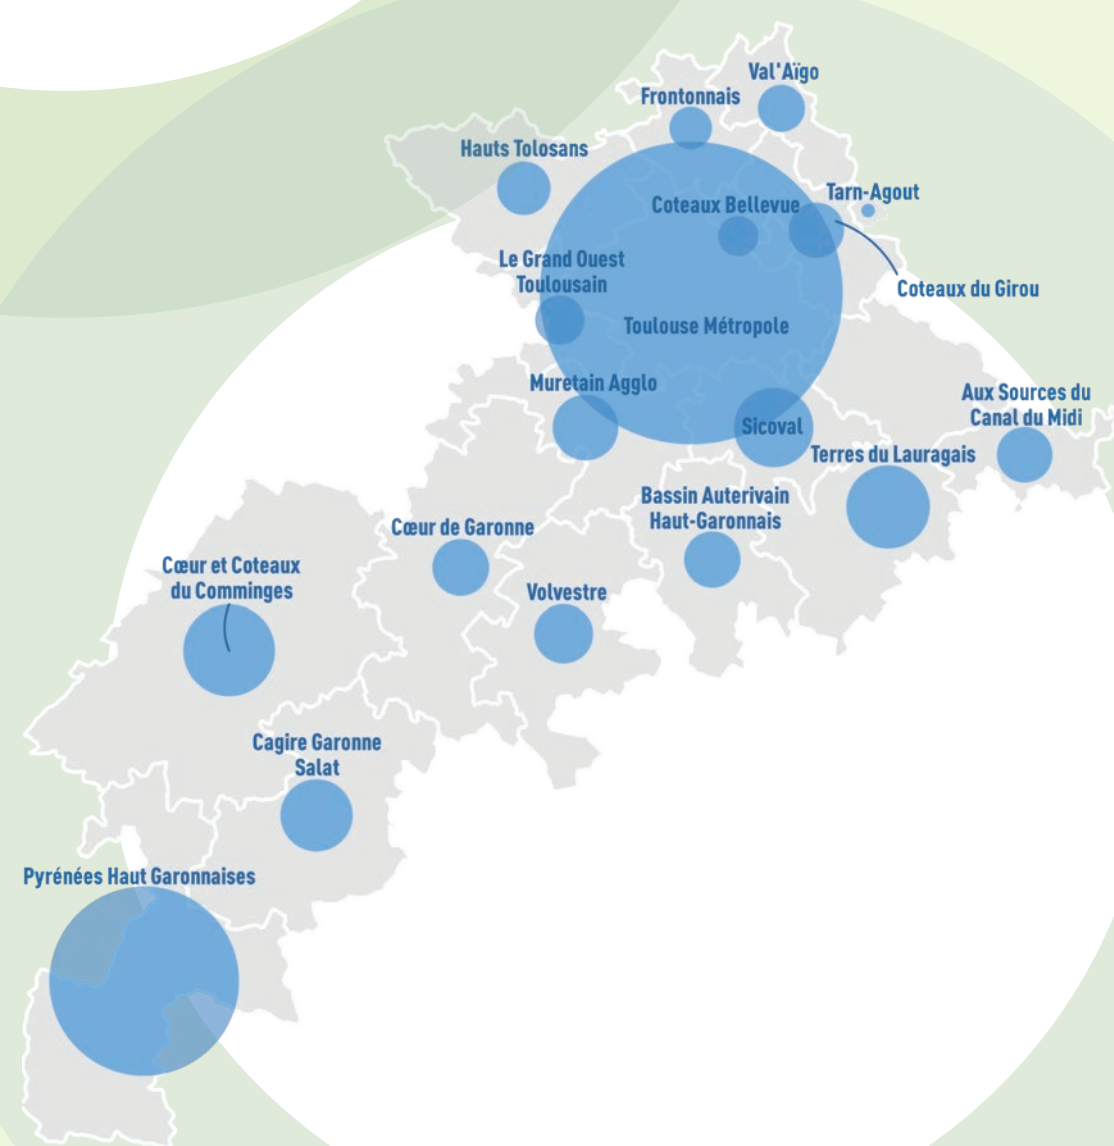 Val'Aïgo
Frontonnais
Hauts Tolosans
Tarn-Agout
Coteaux Bellevue
Le Grand Ouest
Toulousain
Coteaux du Girou
Toulouse Métropole
Muretain Agglo
Aux Sources du
Canal du Midi
Sicoval
Terres du Lauragais
Bassin Auterivain
Haut-Garonnais
Cœur de Garonne
Cœur et Coteaux
du Comminges
Volvestre
Cagire Garonne
Salat
Pyrénées Haut Garonnaises